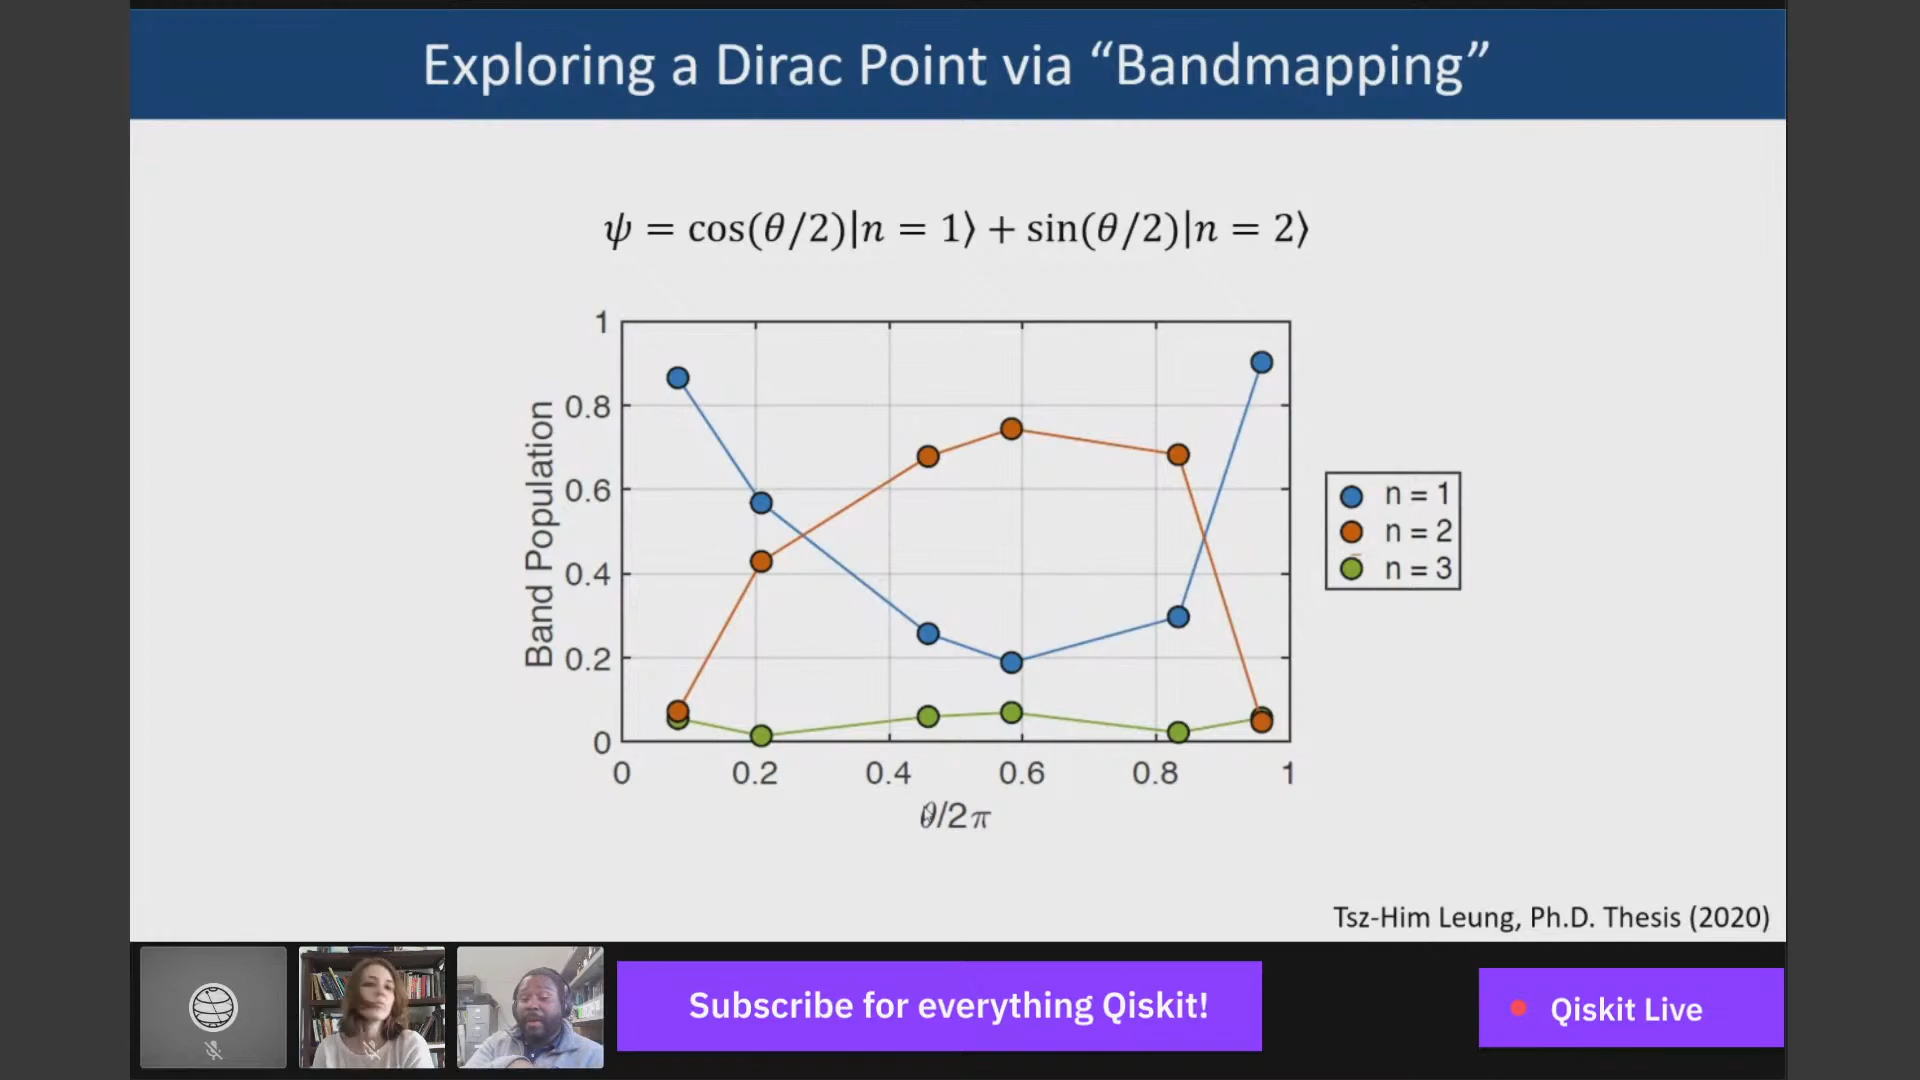 Exploring a Dirac Point via “Bandmapping”
ψ = cos(θ/2)|n = 1⟩ + sin(θ/2)|n = 2⟩
1
0.8
0.6
0.4
0.2
0
Band Population
0 0.2 0.4 0.6 0.8 1
θ/2π
n = 1
n = 2
n = 3
Tsz-Him Leung, Ph.D. Thesis (2020)
Subscribe for everything Qiskit!
Qiskit Live